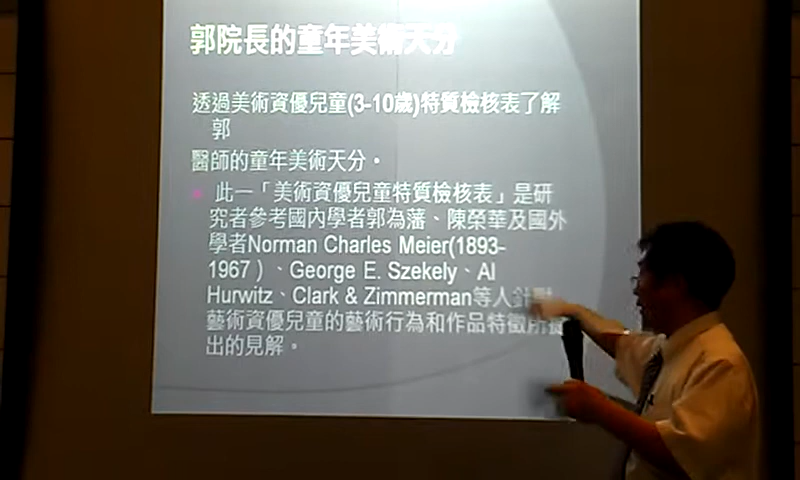 郭院長的童年美術天分
透過美術資優兒童(3-10歲)特質檢核表了解
郭
醫師的童年美術天分。
此一「美術資優兒童特質檢核表」是研
究者參考國內學者郭為藩、陳榮華及國外
學者Norman Charles Meier(1893-
1967）、George E. Szekely、Al
Hurwitz、Clark & Zimmerman等人針對
藝術資優兒童的藝術行為和作品特徵所提
出的見解。